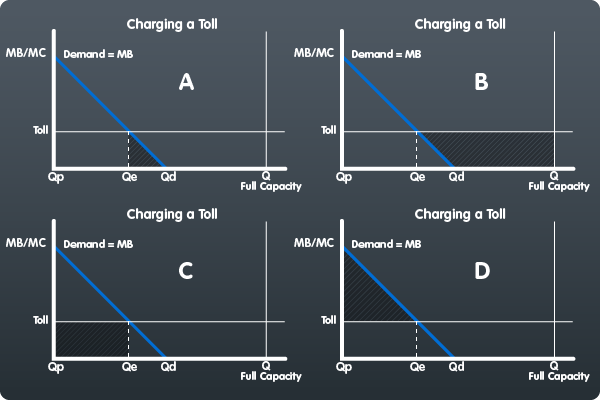 Charging a Toll
MB/MC
Demand = MB
A
Toll
Qp Qe Qd Q
Full Capacity
Charging a Toll
MB/MC
Demand = MB
B
Toll
Qp Qe Qd Q
Full Capacity
Charging a Toll
MB/MC
Demand = MB
C
Toll
Qp Qe Qd Q
Full Capacity
Charging a Toll
MB/MC
Demand = MB
D
Toll
Qp Qe Qd Q
Full Capacity